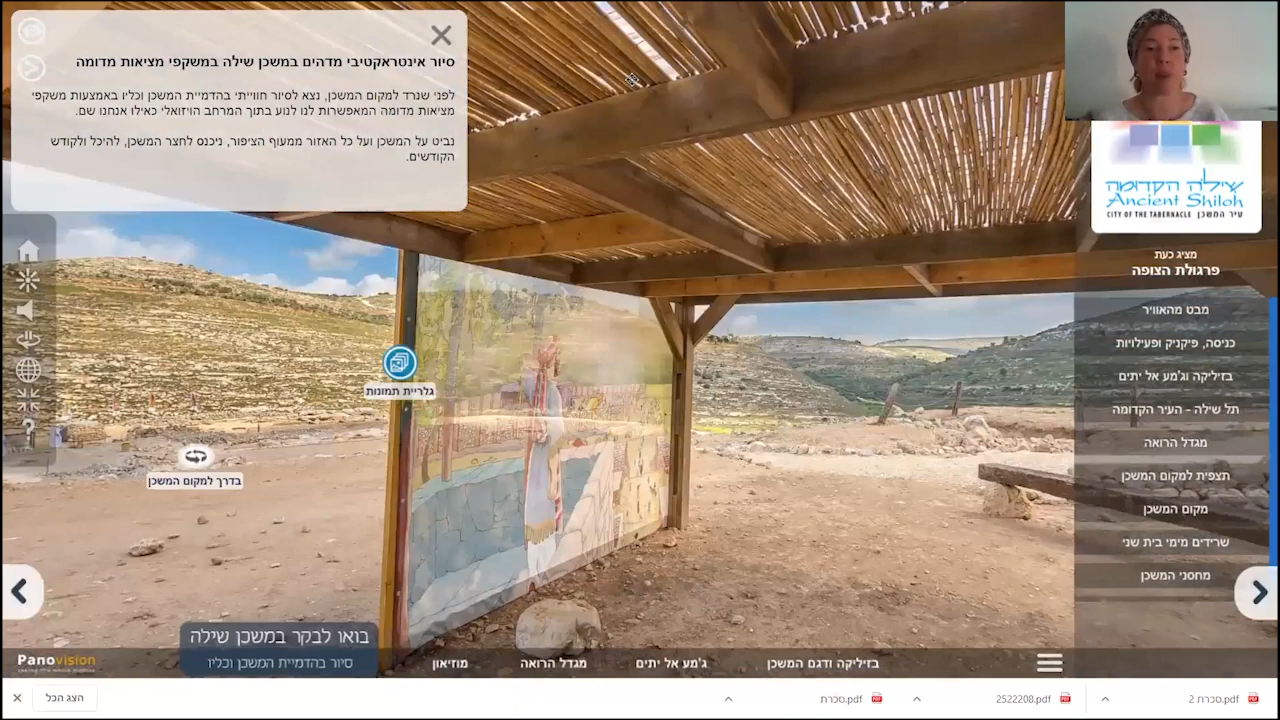 סיור אינטראקטיבי מדהים במשכן שילה במשקפי מציאות מדומה
לפני שנרד למקום המשכן, נצא לסיור חווייתי בהדמיית המשכן וכליו באמצעות משקפי
מציאות מדומה המאפשרות לנו לנוע בתוך המרחב הויזואלי כאילו אנחנו שם.
נביט על המשכן ועל כל האזור ממעוף הציפור, ניכנס לחצר המשכן, להיכל ולקודש
הקודשים.
שילה הקדומה
Ancient Shiloh
CITY OF THE TABERNACLE עיר המשכן
מציג כעת
פרגולת הצופה
מבט מהאוויר
כניסה, פיקניק ופעילויות
בזיליקה וג'מע אל יתים
תל שילה - העיר הקדומה
מגדל הרואה
תצפית למקום המשכן
מקום המשכן
שרידים מימי בית שני
מחסני המשכן
גלריית תמונות
בדרך למקום המשכן
בואו לבקר במשכן שילה
סיור בהדמיית המשכן וכליו
Panovision
בזיליקה ודגם המשכן
ג'מע אל יתים
מגדל הרואה
מוזיאון
סכרת 2.pdf
2522208.pdf
סכרת.pdf
הצג הכל